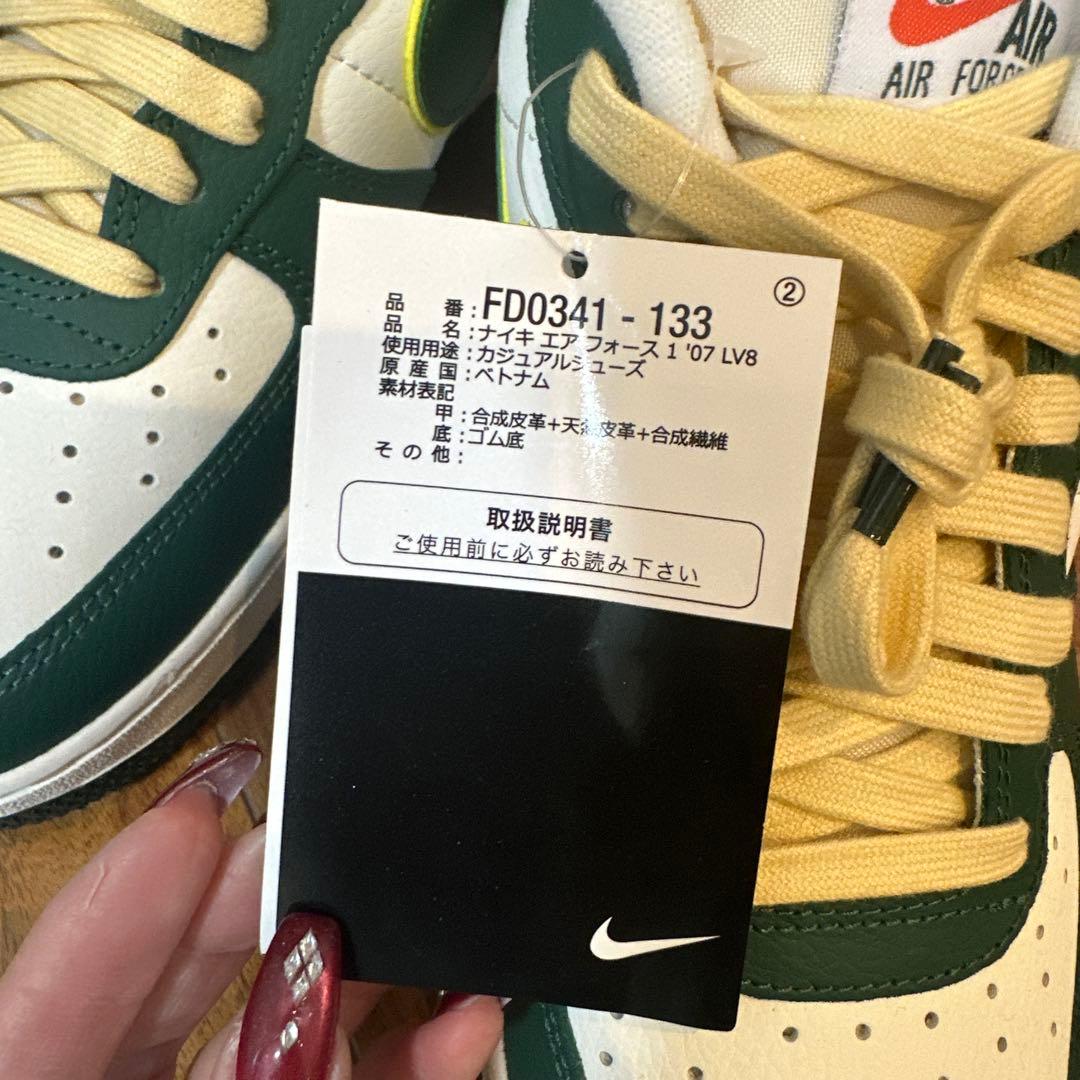 AIR
AIR FORCE
②
品番:FD0341 - 133
品名:ナイキ エア フォース 1 '07 LV8
使用用途:カジュアルシューズ
原産国:ベトナム
素材表記
甲:合成皮革+天然皮革+合成繊維
底:ゴム底
その他:
取扱説明書
ご使用前に必ずお読み下さい